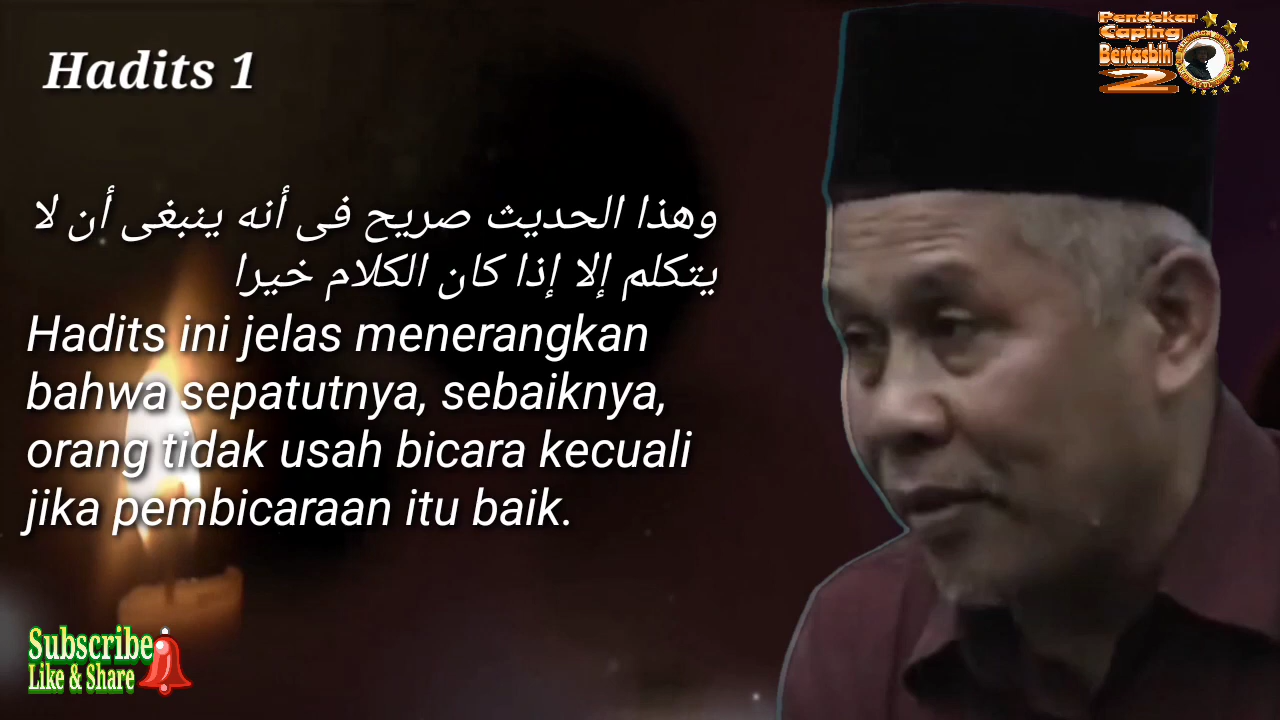 Hadits 1
Pendekar
Caping
Bertasbih
2
وهذا الحديث صريح فى أنه ينبغى أن لا
يتكلم إلا إذا كان الكلام خيرا
Hadits ini jelas menerangkan
bahwa sepatutnya, sebaiknya,
orang tidak usah bicara kecuali
jika pembicaraan itu baik.
Subscribe
Like & Share